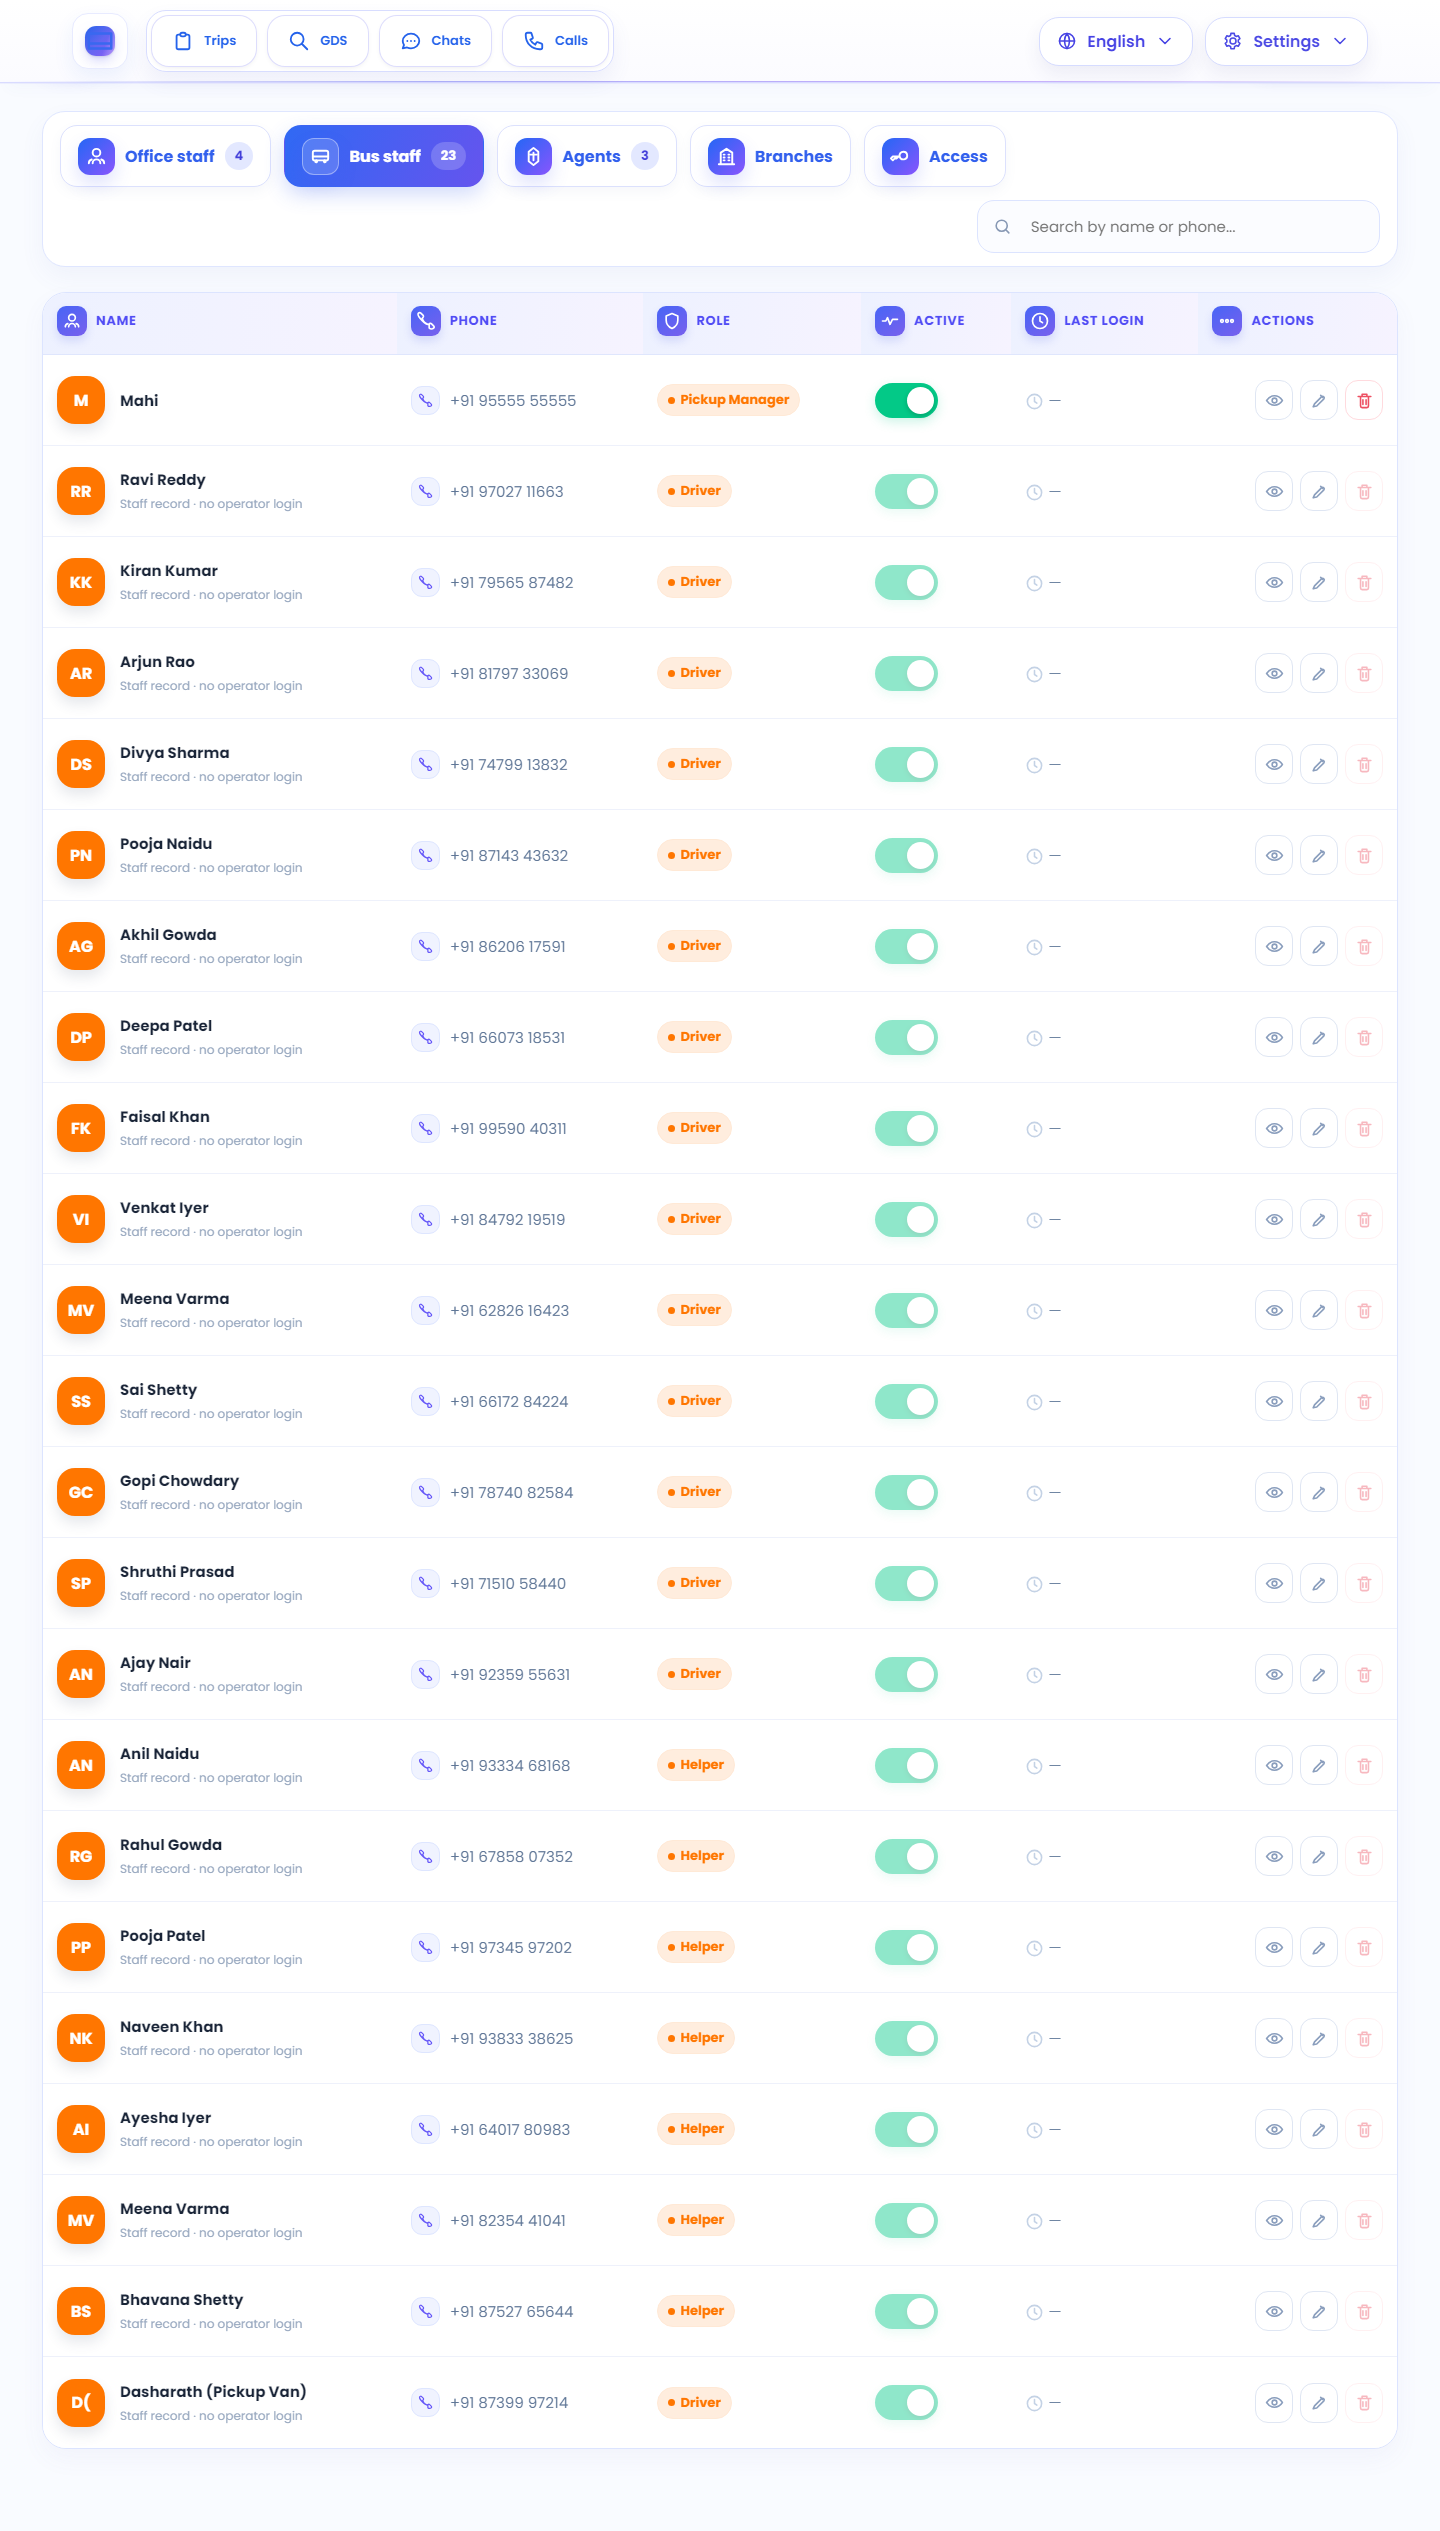 Trips GDS Chats Calls English Settings
Office staff 4 Bus staff 23 Agents 3 Branches Access
Search by name or phone...
NAME PHONE ROLE ACTIVE LAST LOGIN ACTIONS
M Mahi +91 95555 55555 Pickup Manager —
RR Ravi Reddy +91 97027 11663 Driver —
Staff record · no operator login
KK Kiran Kumar +91 79565 87482 Driver —
Staff record · no operator login
AR Arjun Rao +91 81797 33069 Driver —
Staff record · no operator login
DS Divya Sharma +91 74799 13832 Driver —
Staff record · no operator login
PN Pooja Naidu +91 87143 43632 Driver —
Staff record · no operator login
AG Akhil Gowda +91 86206 17591 Driver —
Staff record · no operator login
DP Deepa Patel +91 66073 18531 Driver —
Staff record · no operator login
FK Faisal Khan +91 99590 40311 Driver —
Staff record · no operator login
VI Venkat Iyer +91 84792 19519 Driver —
Staff record · no operator login
MV Meena Varma +91 62826 16423 Driver —
Staff record · no operator login
SS Sai Shetty +91 66172 84224 Driver —
Staff record · no operator login
GC Gopi Chowdary +91 78740 82584 Driver —
Staff record · no operator login
SP Shruthi Prasad +91 71510 58440 Driver —
Staff record · no operator login
AN Ajay Nair +91 92359 55631 Driver —
Staff record · no operator login
AN Anil Naidu +91 93334 68168 Helper —
Staff record · no operator login
RG Rahul Gowda +91 67858 07352 Helper —
Staff record · no operator login
PP Pooja Patel +91 97345 97202 Helper —
Staff record · no operator login
NK Naveen Khan +91 93833 38625 Helper —
Staff record · no operator login
AI Ayesha Iyer +91 64017 80983 Helper —
Staff record · no operator login
MV Meena Varma +91 82354 41041 Helper —
Staff record · no operator login
BS Bhavana Shetty +91 87527 65644 Helper —
Staff record · no operator login
D( Dasharath (Pickup Van) +91 87399 97214 Driver —
Staff record · no operator login